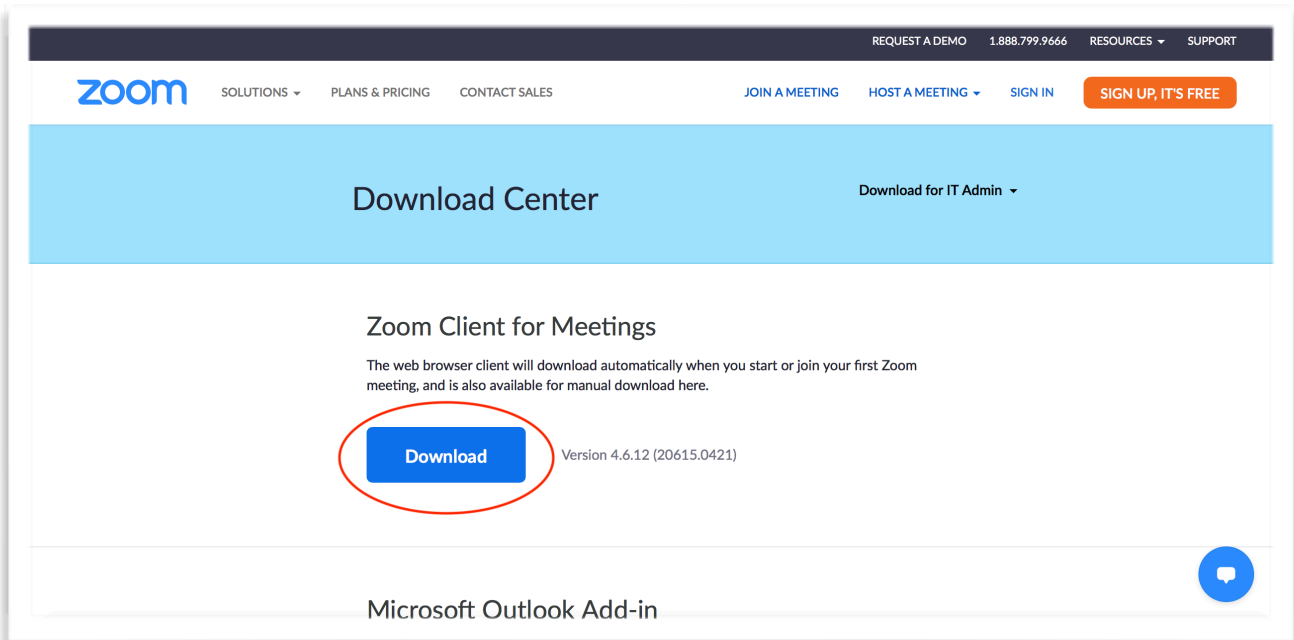 REQUEST A DEMO 1.888.799.9666 RESOURCES SUPPORT
zoom SOLUTIONS PLANS & PRICING CONTACT SALES JOIN A MEETING HOST A MEETING SIGN IN SIGN UP, IT'S FREE
Download Center Download for IT Admin
Zoom Client for Meetings
The web browser client will download automatically when you start or join your first Zoom
meeting, and is also available for manual download here.
Download Version 4.6.12 (20615.0421)
Microsoft Outlook Add-in